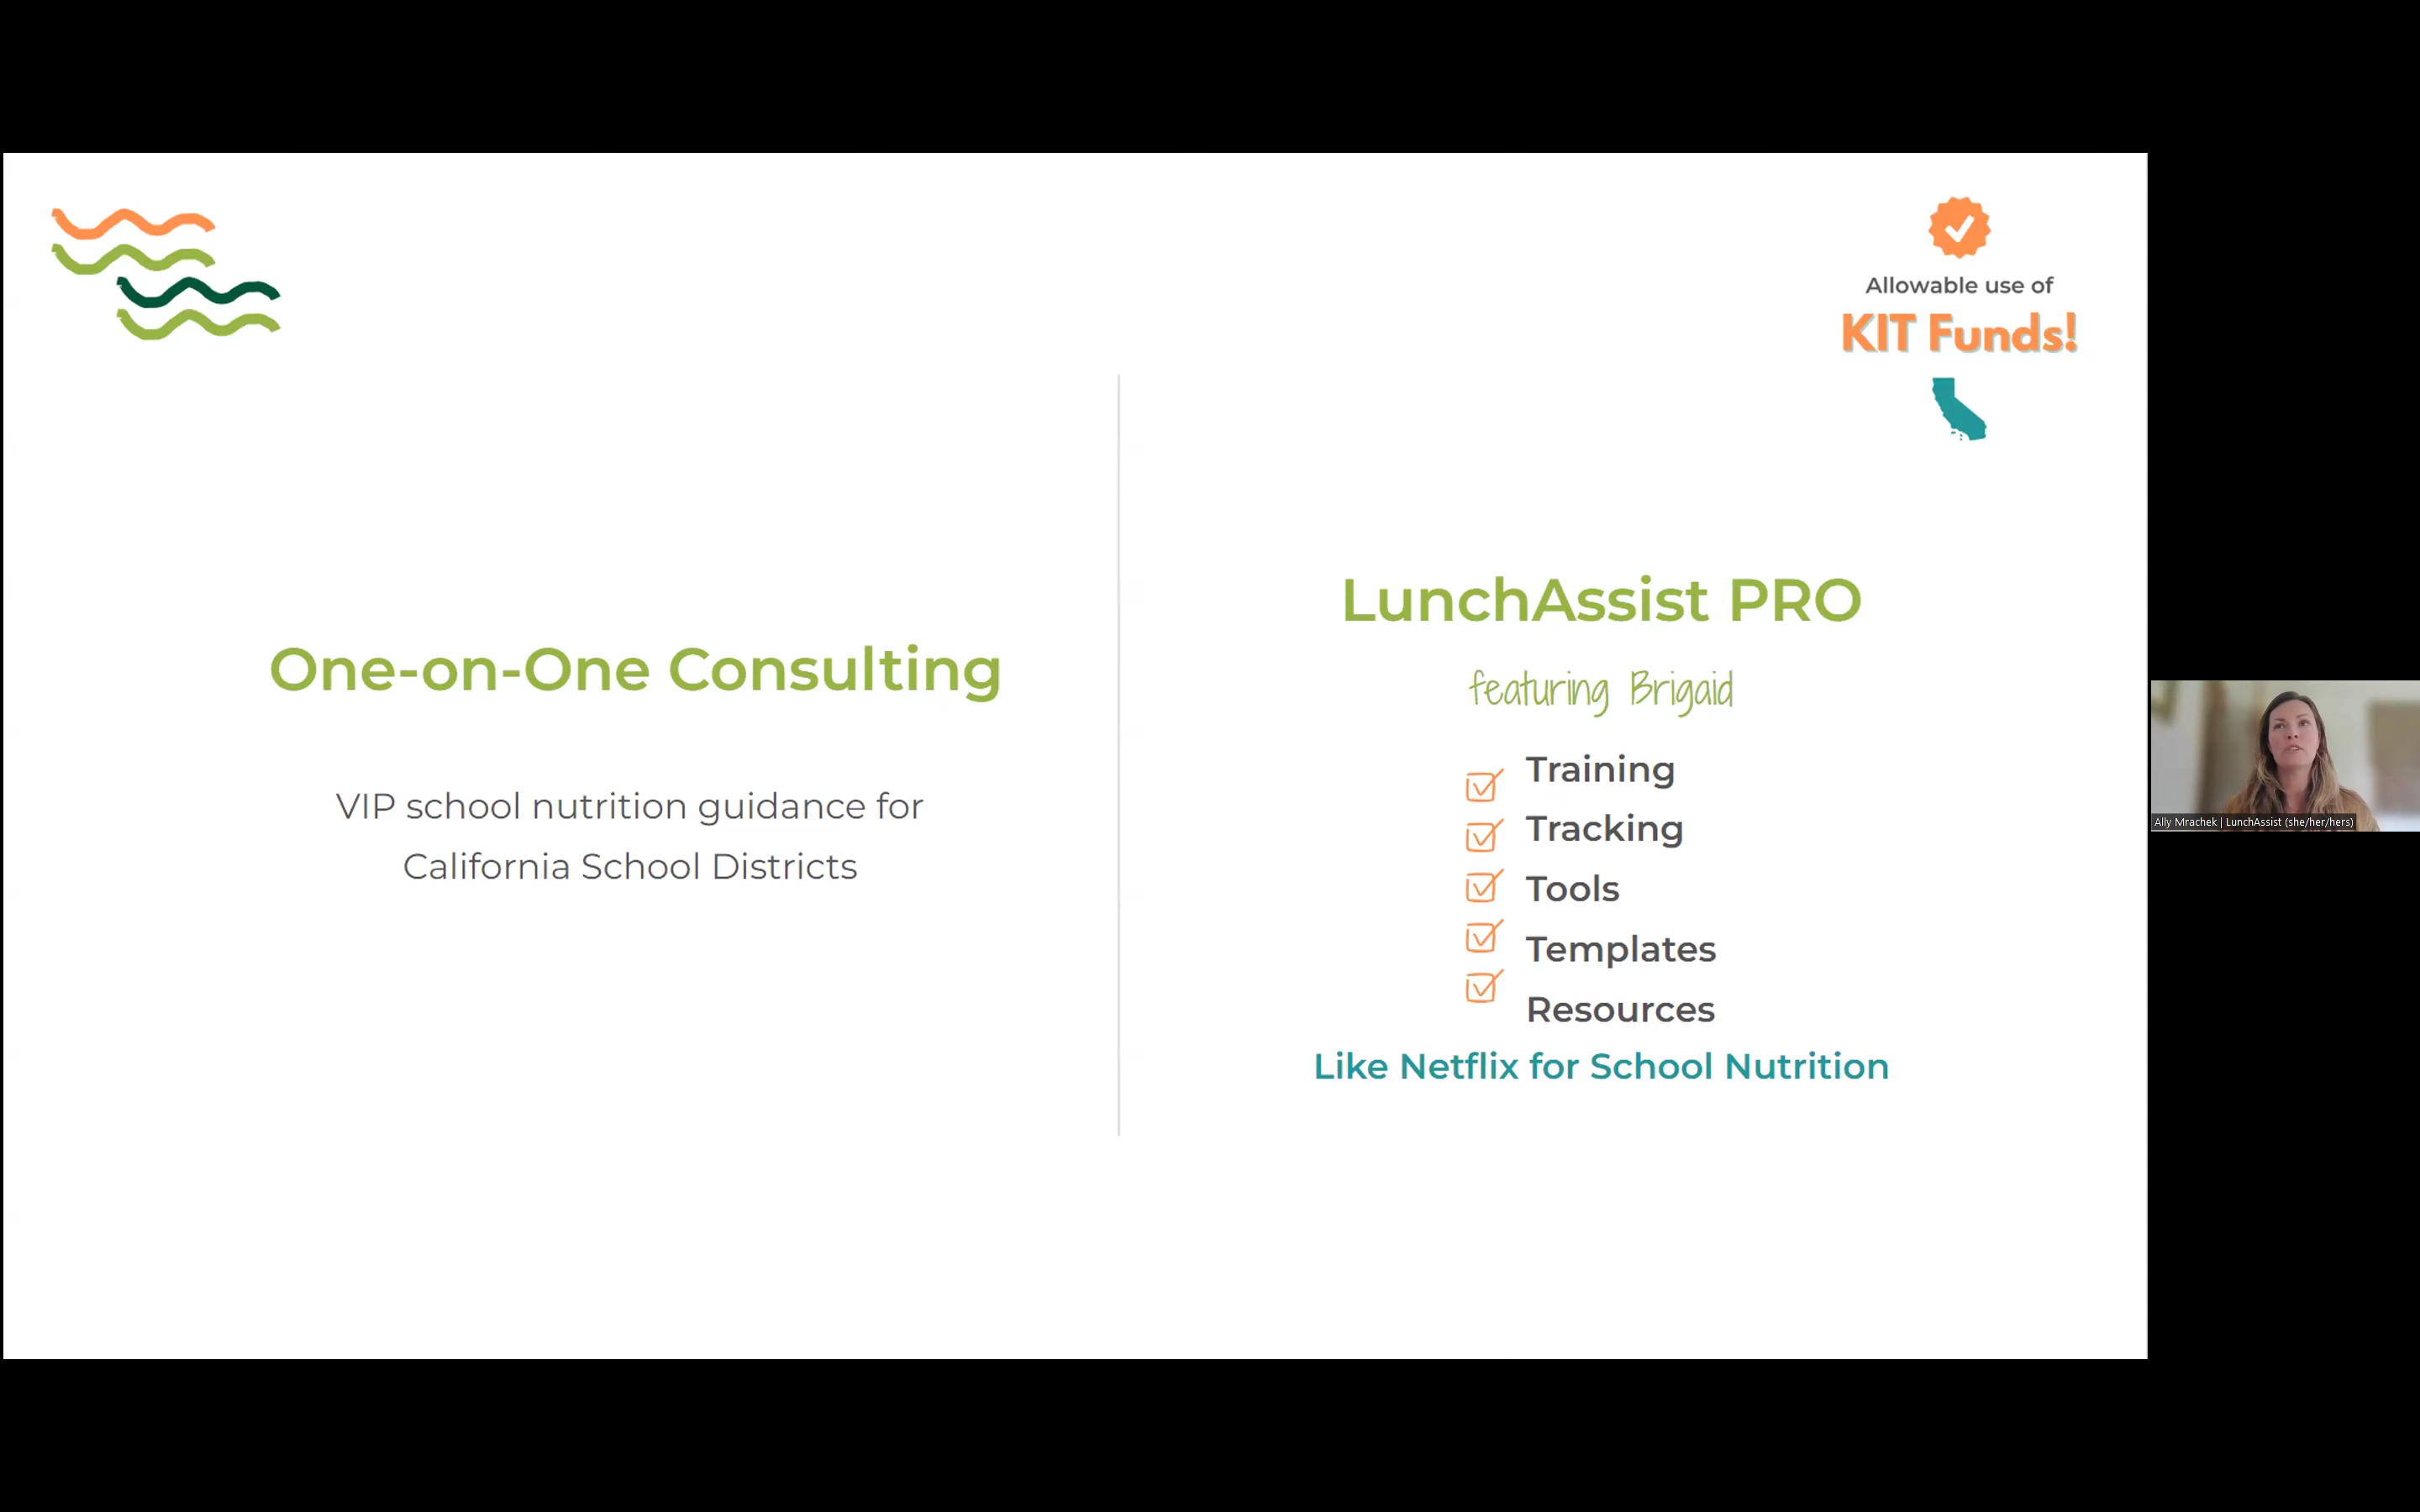 Allowable use of
KIT Funds!
One-on-One Consulting
VIP school nutrition guidance for
California School Districts
LunchAssist PRO
featuring Brigaid
Training
Tracking
Tools
Templates
Resources
Like Netflix for School Nutrition
Ally Mrachek | LunchAssist (she/her/hers)